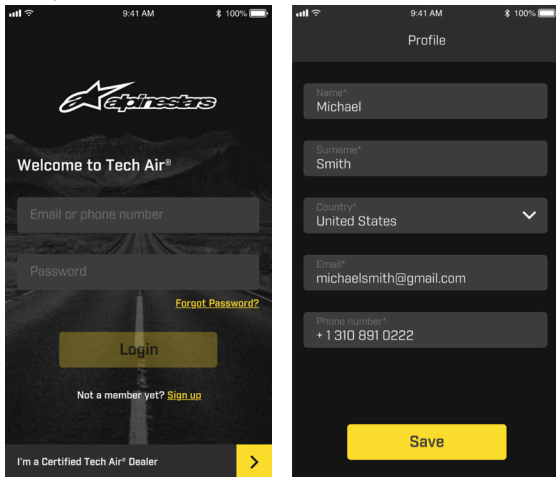 9:41 AM
100%
alpinestars
Welcome to Tech Air®
Email or phone number
Password
Forgot Password?
Login
Not a member yet? Sign up
I'm a Certified Tech Air® Dealer
9:41 AM
100%
Profile
Name*
Michael
Surname*
Smith
Country*
United States
Email*
michaelsmith@gmail.com
Phone number*
+ 1 310 891 0222
Save